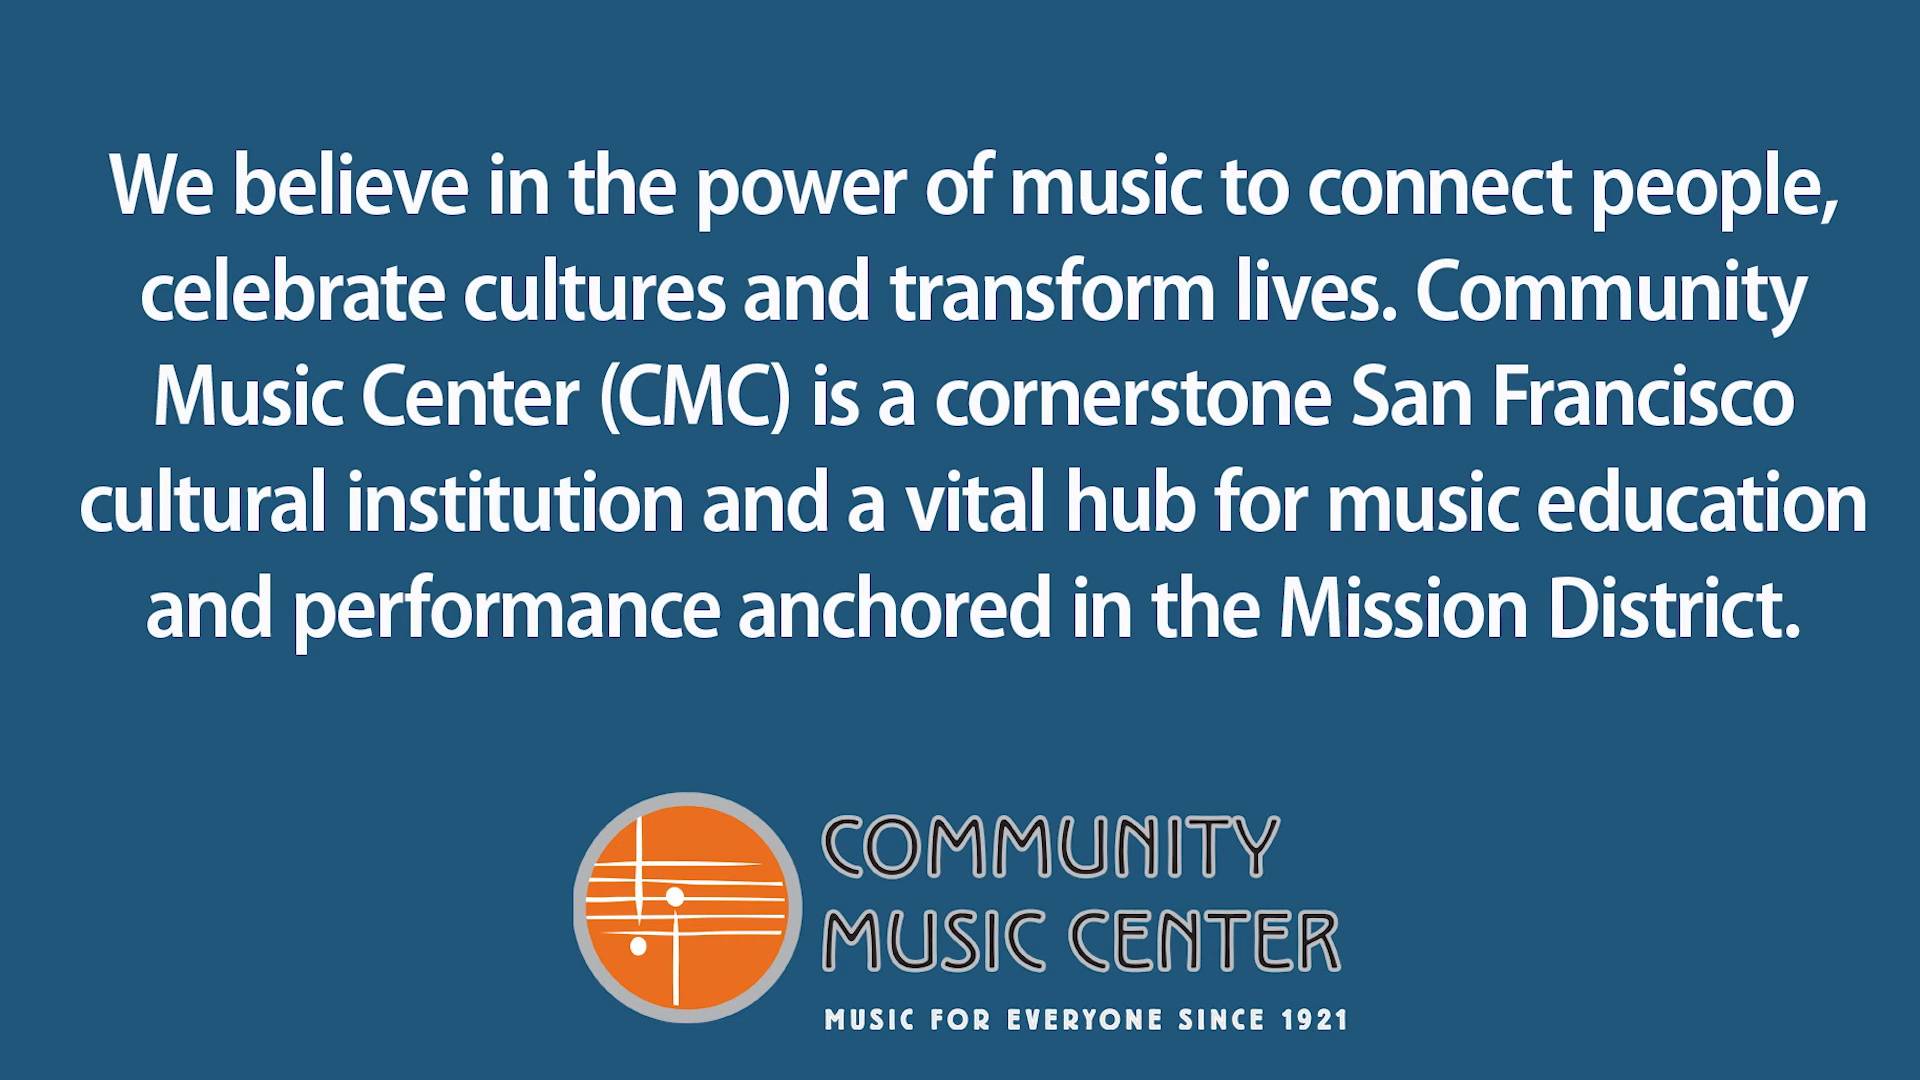 We believe in the power of music to connect people,
celebrate cultures and transform lives. Community
Music Center (CMC) is a cornerstone San Francisco
cultural institution and a vital hub for music education
and performance anchored in the Mission District.
COMMUNITY
MUSIC CENTER
MUSIC FOR EVERYONE SINCE 1921